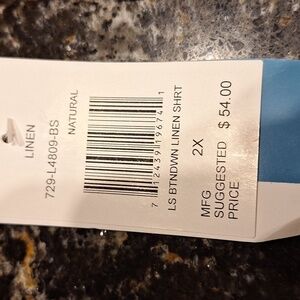 LINEN
729-L4809-BS
NATURAL
7 12439 19674 1
LS BTNDWN LINEN SHRT
2X
MFG
SUGGESTED $ 54.00
PRICE